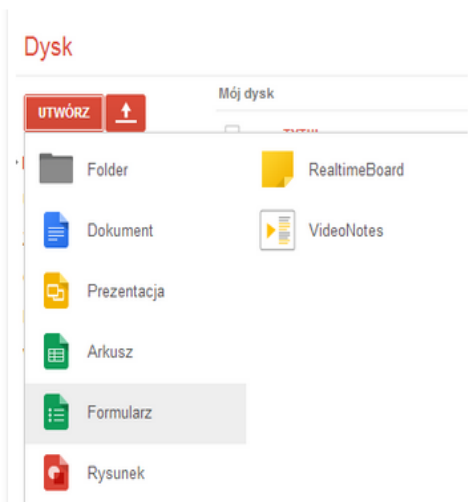 Dysk
Mój dysk
UTWÓRZ
Folder
RealtimeBoard
Dokument
VideoNotes
Prezentacja
Arkusz
Formularz
Rysunek